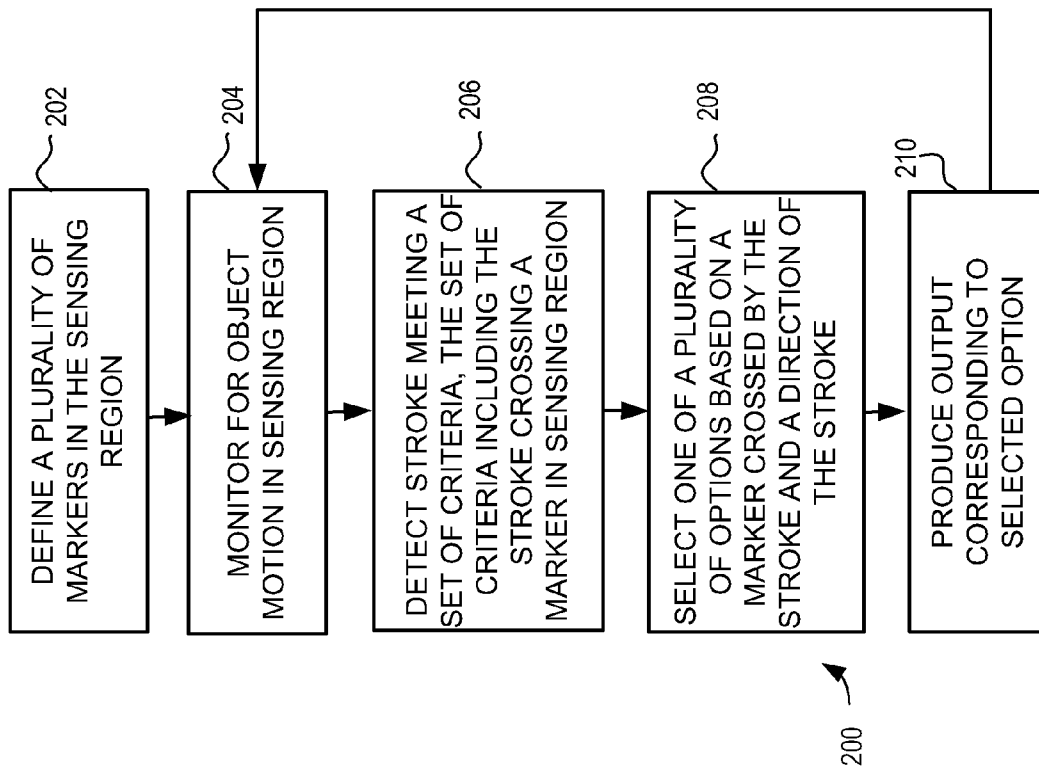 202
DEFINE A PLURALITY OF
MARKERS IN THE SENSING
REGION
204
MONITOR FOR OBJECT
MOTION IN SENSING REGION
206
DETECT STROKE MEETING A
SET OF CRITERIA, THE SET OF
CRITERIA INCLUDING THE
STROKE CROSSING A
MARKER IN SENSING REGION
208
SELECT ONE OF A PLURALITY
OF OPTIONS BASED ON A
MARKER CROSSED BY THE
STROKE AND A DIRECTION OF
THE STROKE
210
PRODUCE OUTPUT
CORRESPONDING TO
SELECTED OPTION
200